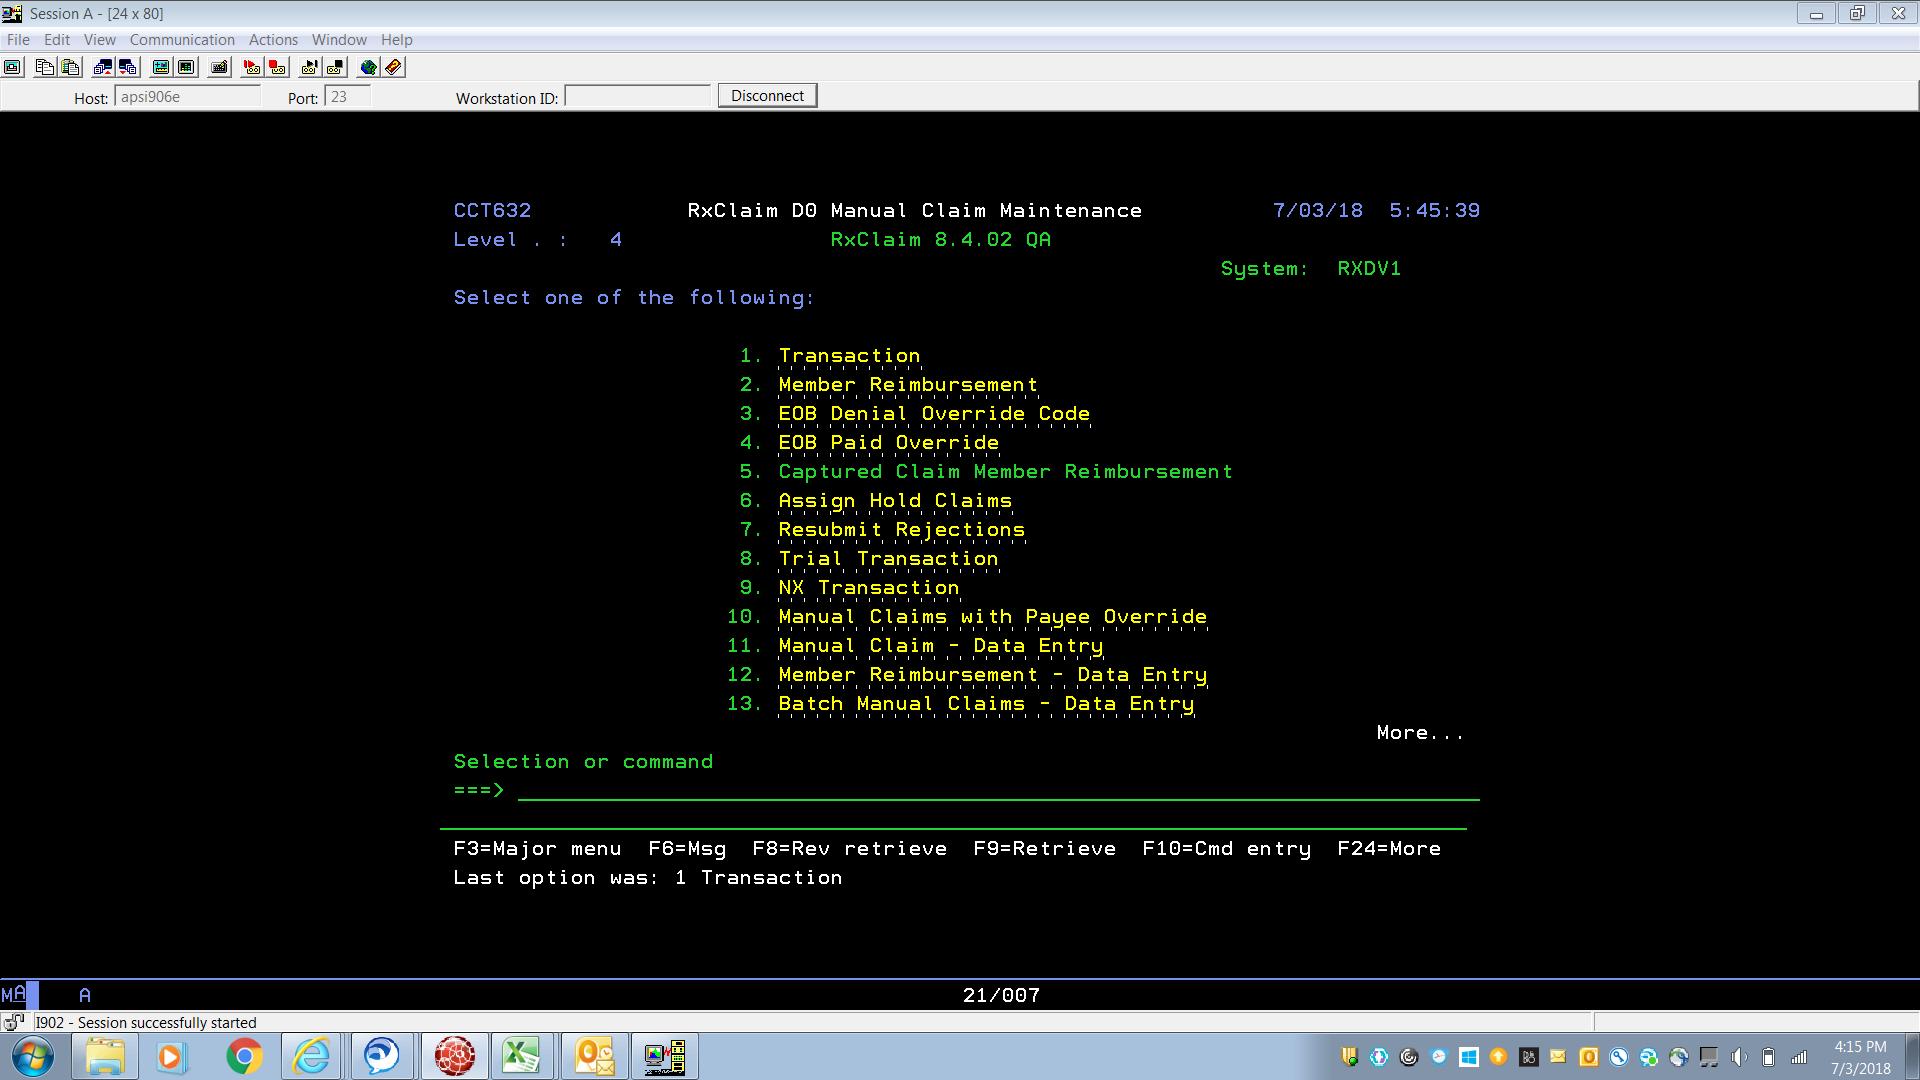 Session A - [24 x 80]
File Edit View Communication Actions Window Help
Host: apsi906e Port: 23 Workstation ID: Disconnect
CCT632 RxClaim D0 Manual Claim Maintenance 7/03/18 5:45:39
Level . : 4 RxClaim 8.4.02 QA
System: RXDV1
Select one of the following:
1. Transaction
2. Member Reimbursement
3. EOB Denial Override Code
4. EOB Paid Override
5. Captured Claim Member Reimbursement
6. Assign Hold Claims
7. Resubmit Rejections
8. Trial Transaction
9. NX Transaction
10. Manual Claims with Payee Override
11. Manual Claim - Data Entry
12. Member Reimbursement - Data Entry
13. Batch Manual Claims - Data Entry
More...
Selection or command
===>
F3=Major menu F6=Msg F8=Rev retrieve F9=Retrieve F10=Cmd entry F24=More
Last option was: 1 Transaction
MA A 21/007
I902 - Session successfully started
4:15 PM
7/3/2018